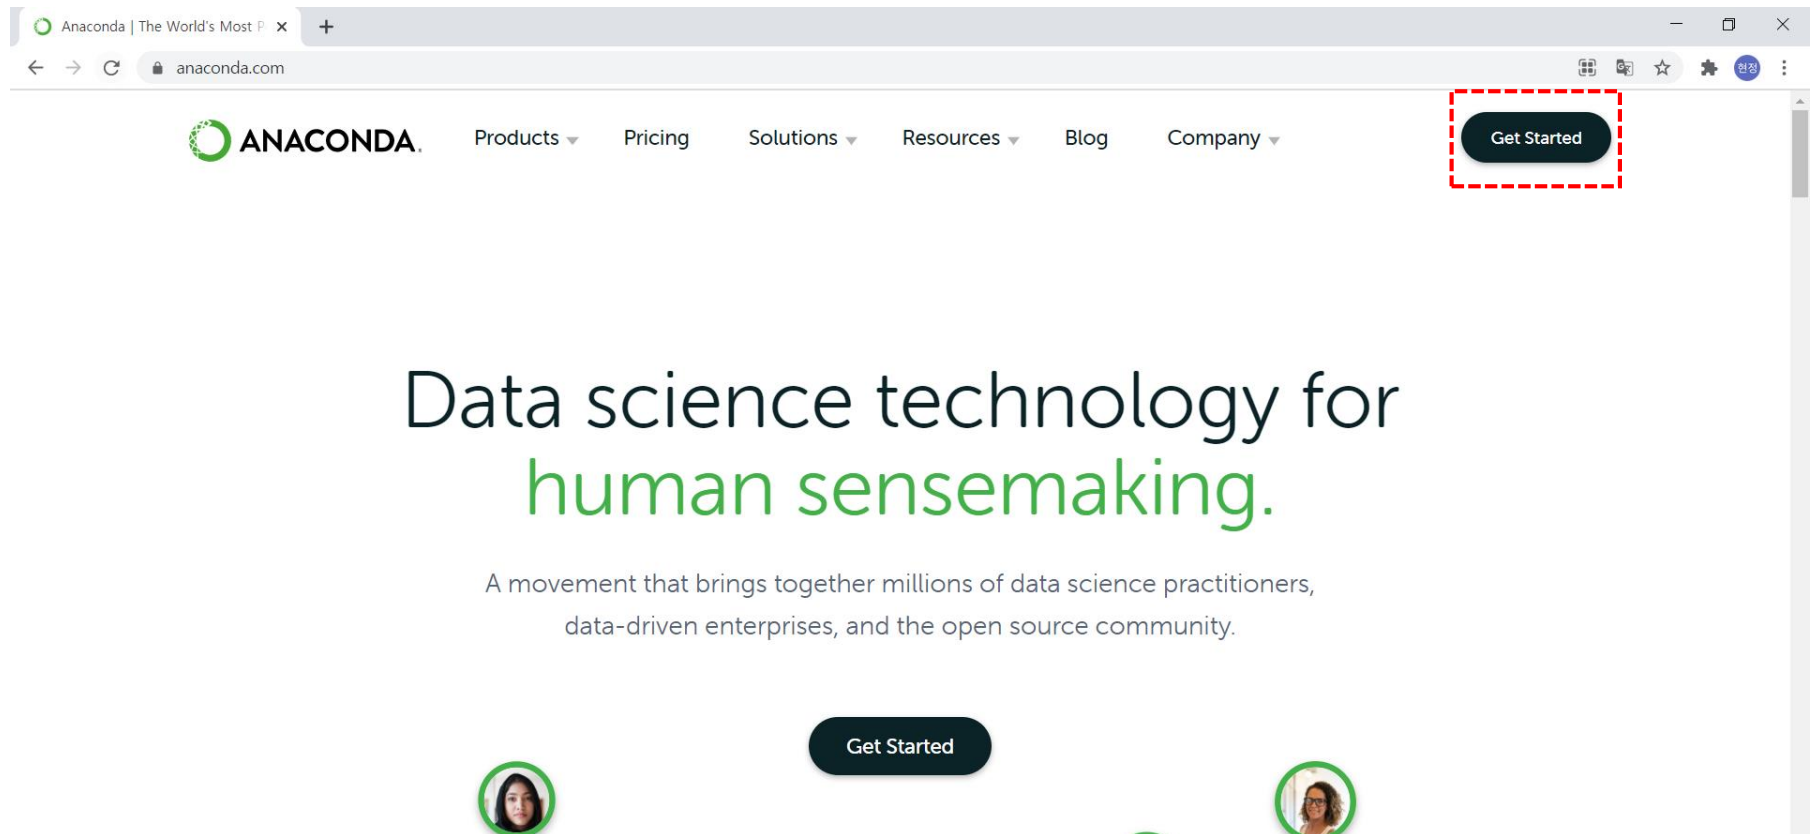 Anaconda | The World's Most P
anaconda.com
현정
ANACONDA.
Products
Pricing
Solutions
Resources
Blog
Company
Get Started
Data science technology for
human sensemaking.
A movement that brings together millions of data science practitioners,
data-driven enterprises, and the open source community.
Get Started